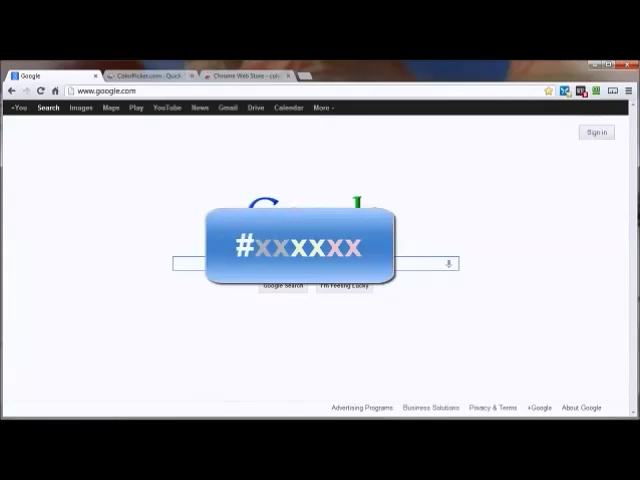 Google
ColorPicker.com - Quick
Chrome Web Store - col
www.google.com
+You Search Images Maps Play YouTube News Gmail Drive Calendar More
Sign in
#xxxxxx
Google Search I'm Feeling Lucky
Advertising Programs Business Solutions Privacy & Terms +Google About Google